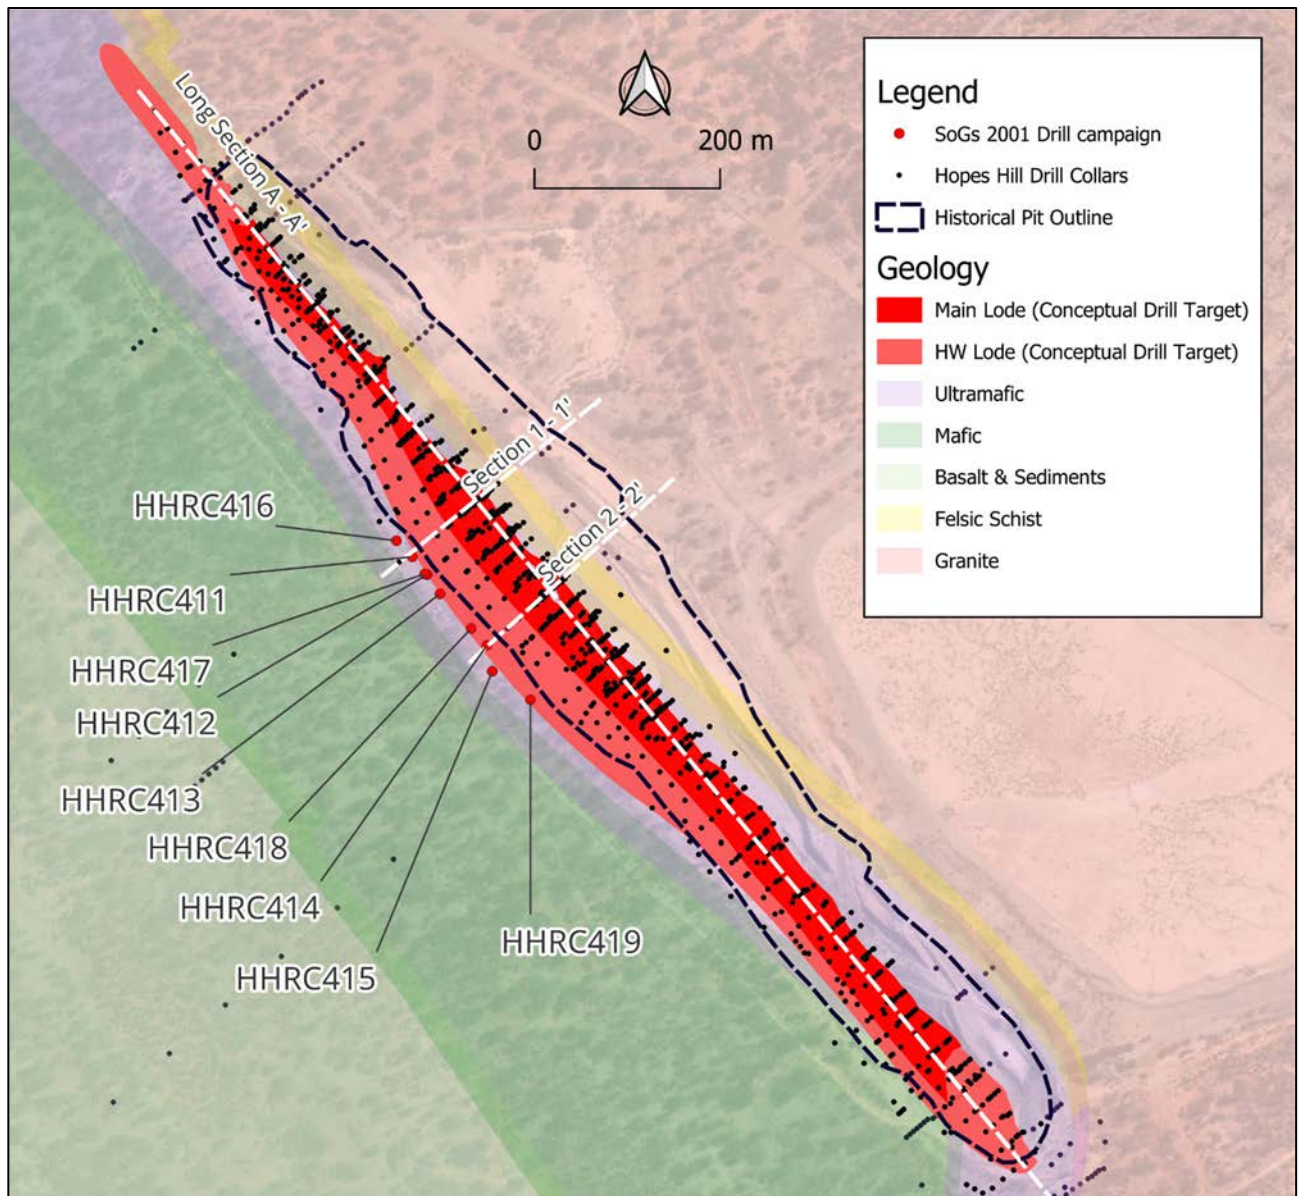 Long Section A - A'
0 200 m
Legend
SoGs 2001 Drill campaign
Hopes Hill Drill Collars
Historical Pit Outline
Geology
Main Lode (Conceptual Drill Target)
HW Lode (Conceptual Drill Target)
Ultramafic
Mafic
Basalt & Sediments
Felsic Schist
Granite
Section 1 - 1'
Section 2 - 2'
HHRC416
HHRC411
HHRC417
HHRC412
HHRC413
HHRC418
HHRC414
HHRC415
HHRC419